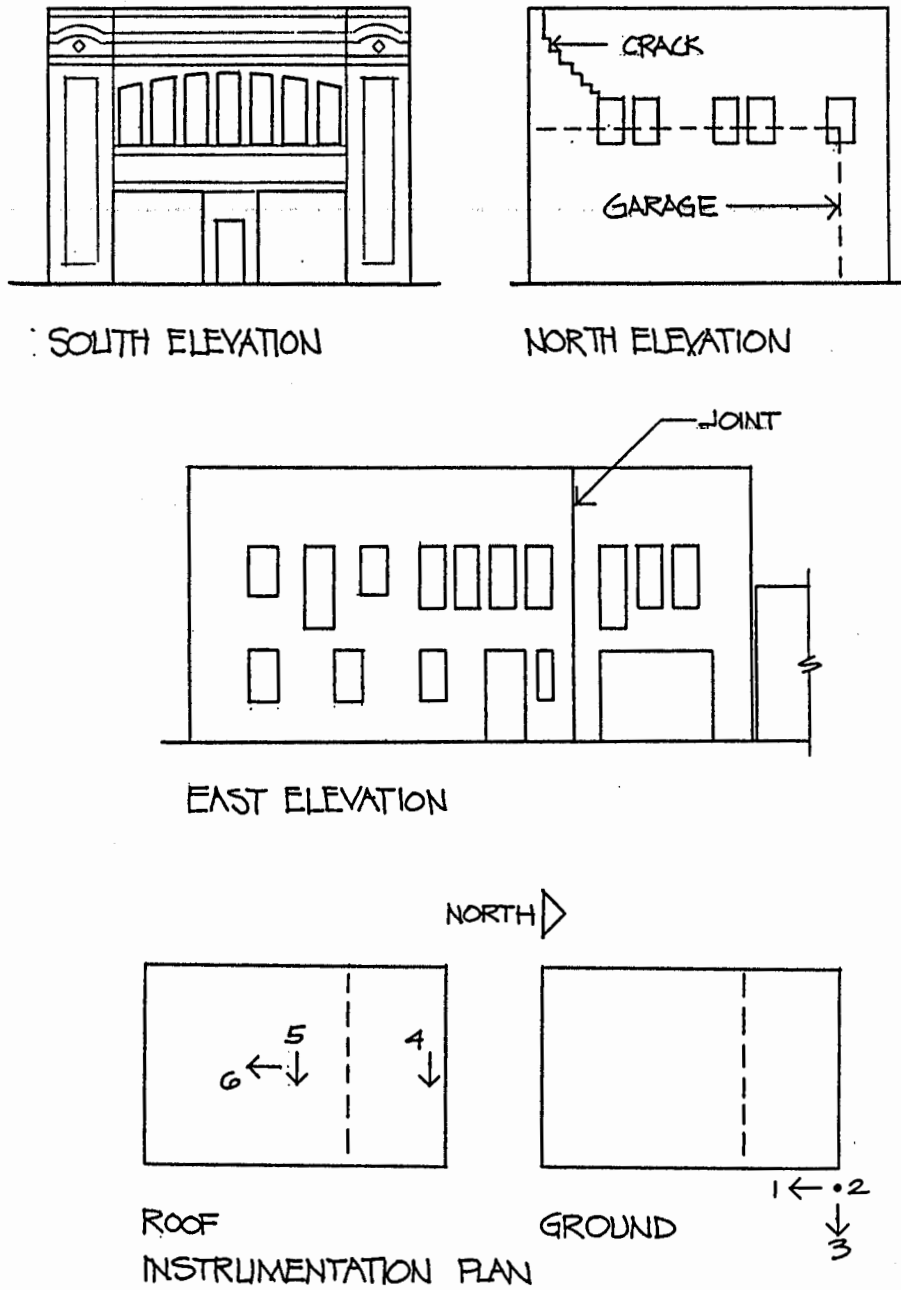 CRACK
GARAGE
SOUTH ELEVATION
NORTH ELEVATION
JOINT
EAST ELEVATION
NORTH
5
4
6
1
2
3
ROOF
GROUND
INSTRUMENTATION PLAN